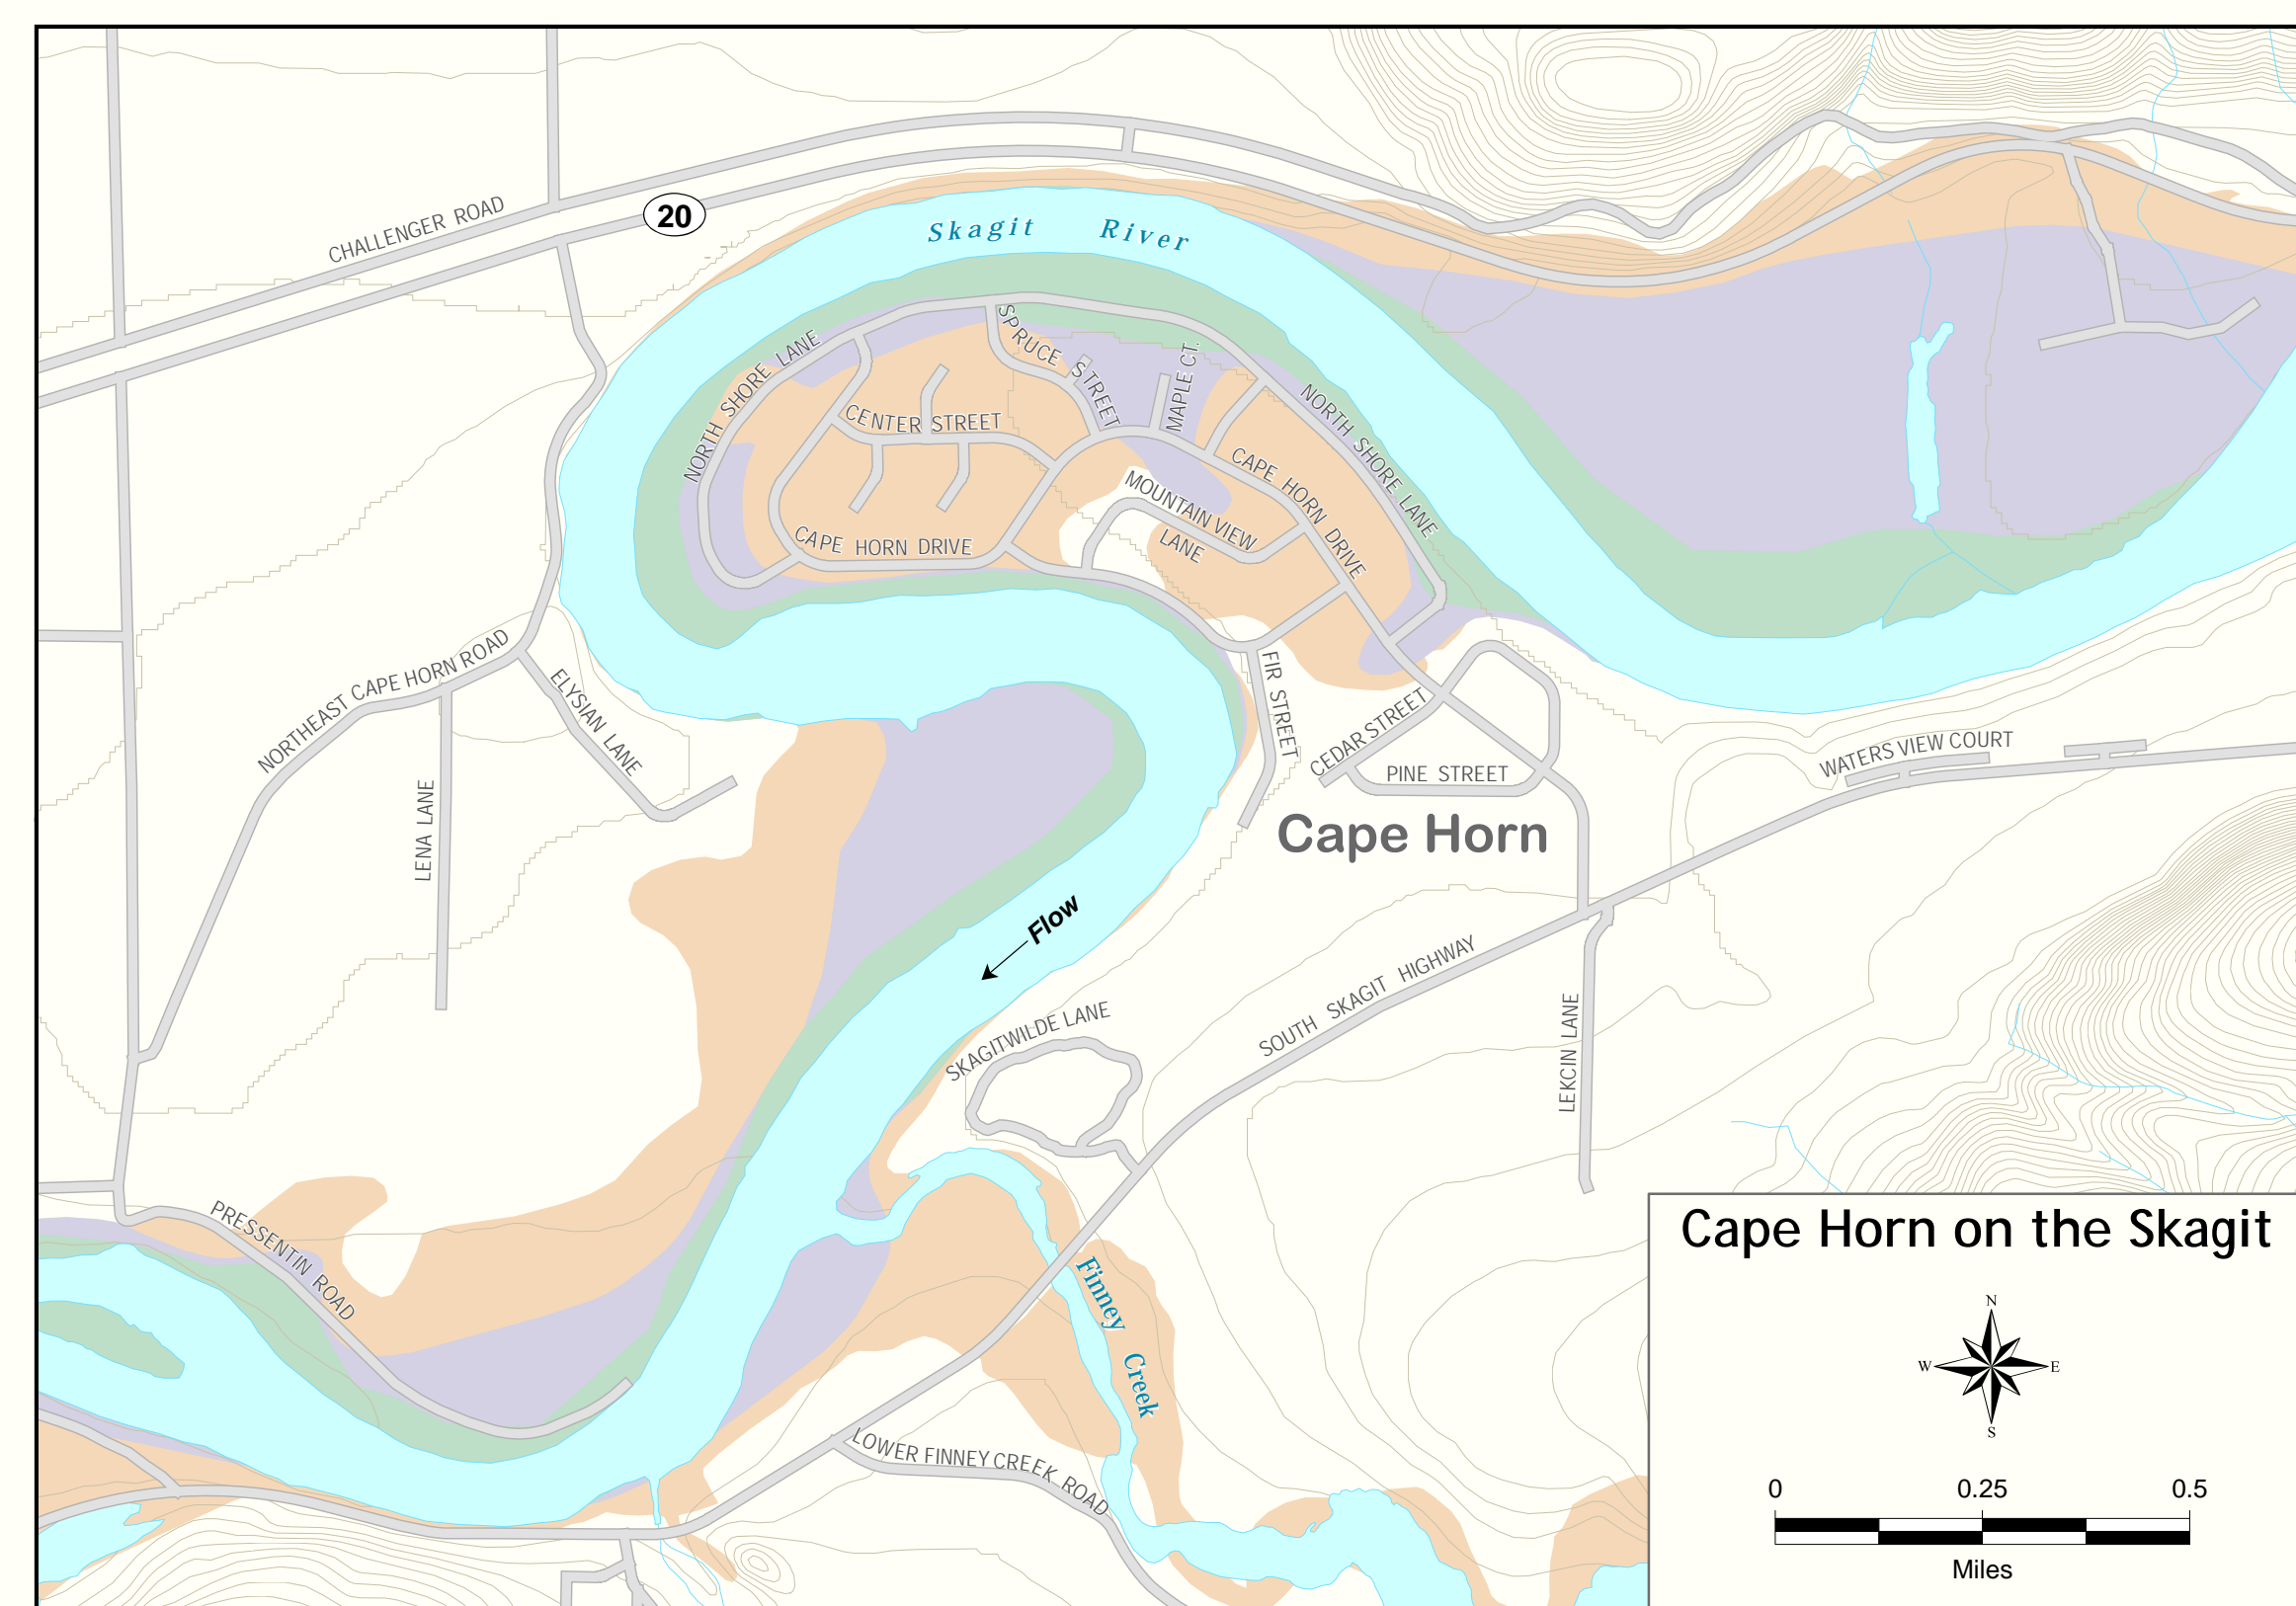 CHALLENGER ROAD
20
Skagit River
NORTH SHORE LANE
SPRUCE STREET
MAPLE CT.
CENTER STREET
NORTH SHORE LANE
CAPE HORN DRIVE
MOUNTAIN VIEW
LANE
CAPE HORN DRIVE
NORTHEAST CAPE HORN ROAD
ELYSIAN LANE
LENA LANE
FIR STREET
CEDAR STREET
PINE STREET
WATERS VIEW COURT
Cape Horn
Flow
SKAGITWILDE LANE
SOUTH SKAGIT HIGHWAY
LEKCIN LANE
PRESSENTIN ROAD
Finney Creek
LOWER FINNEY CREEK ROAD
Cape Horn on the Skagit
N
W E
S
0 0.25 0.5
Miles